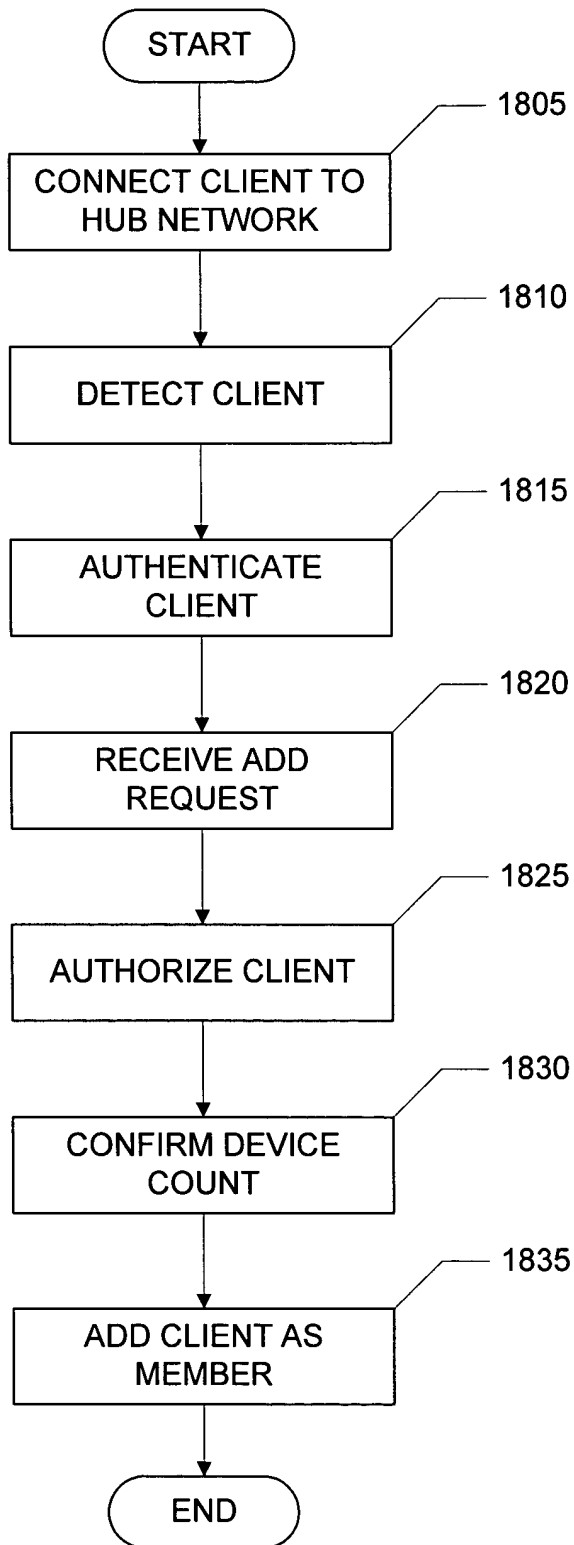 START
1805
CONNECT CLIENT TO
HUB NETWORK
1810
DETECT CLIENT
1815
AUTHENTICATE
CLIENT
1820
RECEIVE ADD
REQUEST
1825
AUTHORIZE CLIENT
1830
CONFIRM DEVICE
COUNT
1835
ADD CLIENT AS
MEMBER
END